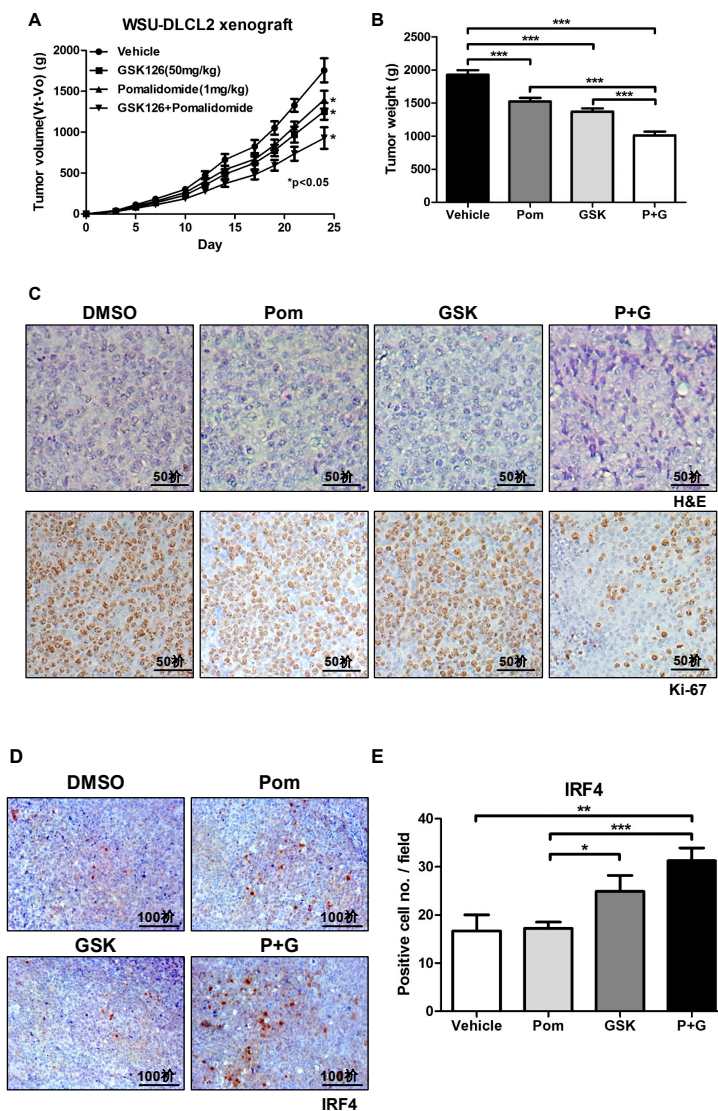 A
WSU-DLCL2 xenograft
Tumor volume(Vt-Vo) (g)
2000
1500
1000
500
0
Vehicle
GSK126(50mg/kg)
Pomalidomide(1mg/kg)
GSK126+Pomalidomide
*
*
*
*p<0.05
0 5 10 15 20 25
Day
B
Tumor weight (g)
2500
2000
1500
1000
500
0
***
***
***
***
***
Vehicle Pom GSK P+G
C
DMSO Pom GSK P+G
50祄 50祄 50祄 50祄
H&E
50祄 50祄 50祄 50祄
Ki-67
D
DMSO Pom
100祄 100祄
GSK P+G
100祄 100祄
IRF4
E
IRF4
Positive cell no. / field
40
30
20
10
0
**
***
*
Vehicle Pom GSK P+G